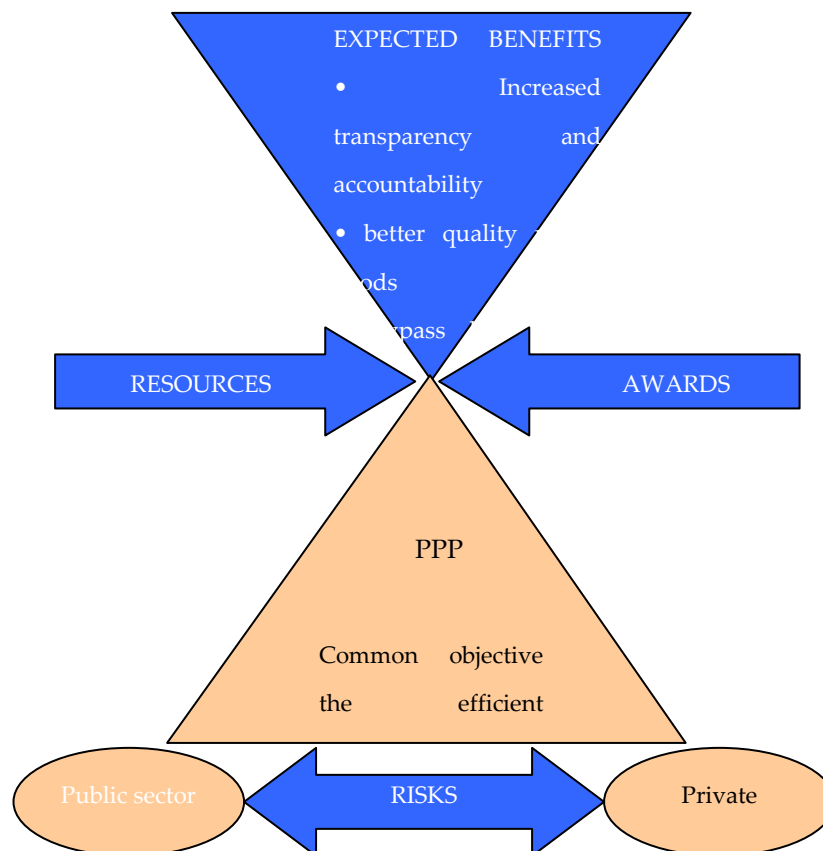 EXPECTED BENEFITS
• Increased
transparency and
accountability
• better quality
RESOURCES
AWARDS
PPP
Common objective
the efficient
Public sector
RISKS
Private